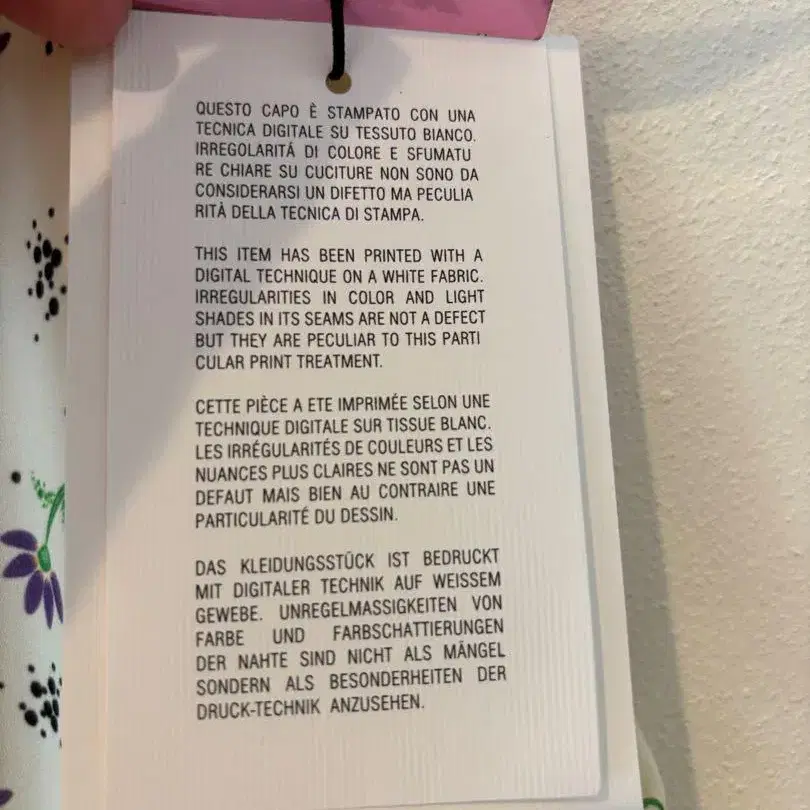 QUESTO CAPO È STAMPATO CON UNA
TECNICA DIGITALE SU TESSUTO BIANCO.
IRREGOLARITÁ DI COLORE E SFUMATU
RE CHIARE SU CUCITURE NON SONO DA
CONSIDERARSI UN DIFETTO MA PECULIA
RITÀ DELLA TECNICA DI STAMPA.
THIS ITEM HAS BEEN PRINTED WITH A
DIGITAL TECHNIQUE ON A WHITE FABRIC.
IRREGULARITIES IN COLOR AND LIGHT
SHADES IN ITS SEAMS ARE NOT A DEFECT
BUT THEY ARE PECULIAR TO THIS PARTI
CULAR PRINT TREATMENT.
CETTE PIÈCE A ETE IMPRIMÉE SELON UNE
TECHNIQUE DIGITALE SUR TISSUE BLANC.
LES IRRÉGULARITÉS DE COULEURS ET LES
NUANCES PLUS CLAIRES NE SONT PAS UN
DEFAUT MAIS BIEN AU CONTRAIRE UNE
PARTICULARITÉ DU DESSIN.
DAS KLEIDUNGSSTÜCK IST BEDRUCKT
MIT DIGITALER TECHNIK AUF WEISSEM
GEWEBE. UNREGELMASSIGKEITEN VON
FARBE UND FARBSCHATTIERUNGEN
DER NAHTE SIND NICHT ALS MÄNGEL
SONDERN ALS BESONDERHEITEN DER
DRUCK-TECHNIK ANZUSEHEN.